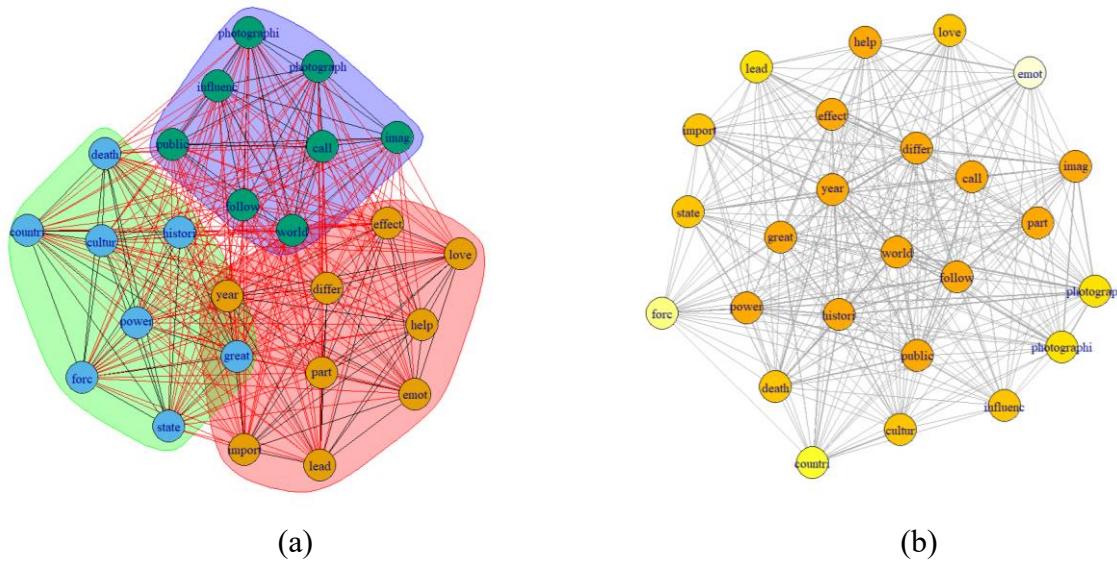 photographi
photograph
influenc
public
call
imag
death
follow
world
countri
cultur
histori
effect
love
year
differ
power
help
great
forc
part
emot
state
import
lead
(a)
love
help
emot
lead
effect
import
differ
imag
call
year
state
part
great
world
follow
photograp
forc
power
histori
photographi
public
death
influenc
cultur
countri
(b)